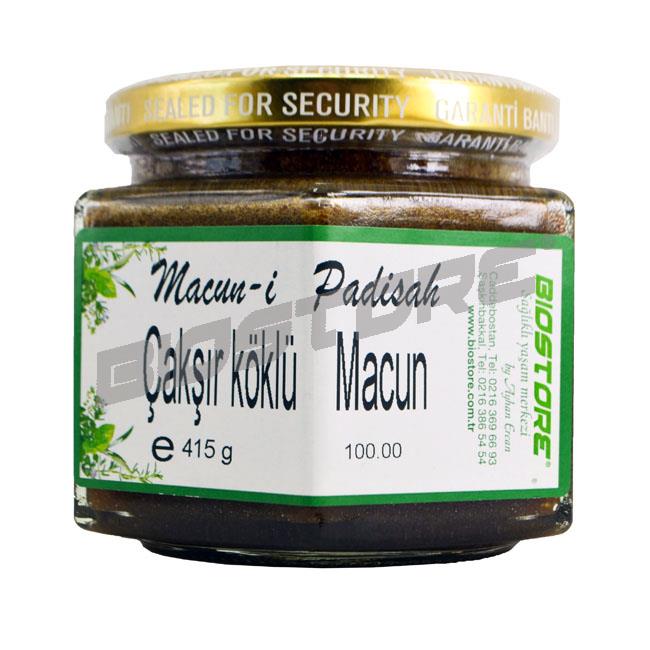 SEALED FOR SECURITY GARANTİ BANTI
SEALED FOR SECURITY GARANTİ BANTI
Macun-i Padisah
Çakşır köklü Macun
e 415 g
100.00
BIOSTORE®
Sağlıklı yaşam merkezi
by Ayhan Ercan
Caddebostan, Tel: 0216 369 66 93
Şaşkınbakkal, Tel: 0216 386 54 54
www.biostore.com.tr
BIOSTORE